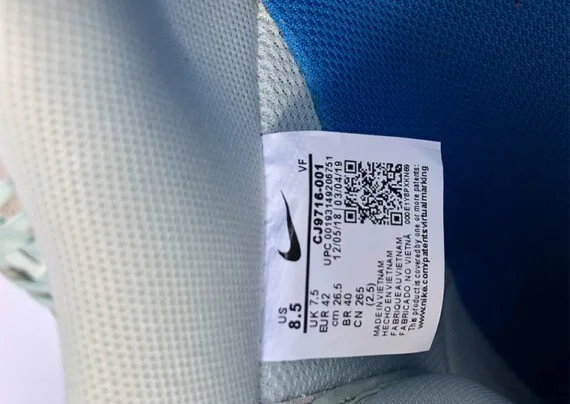 VF
CJ9716-001
UPC 00193149206751
12/05/18 | 03/04/19
US
8.5
UK 7.5
EUR 42
cm 26.5
BR 40
CN 265
(2.5)
MADE IN VIETNAM
HECHO EN VIETNAM
FABRIQUE AU VIETNAM
FABRICADO NO VIETNÃ
This product is covered by one or more patents:
www.nike.com/patentsvirtualmarking